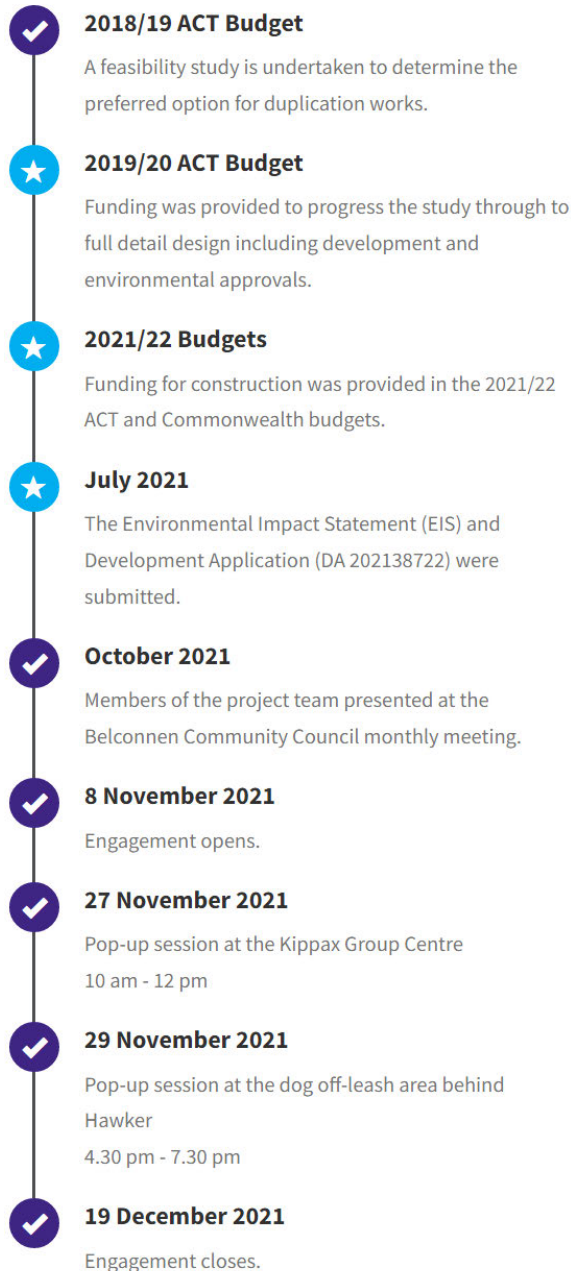 2018/19 ACT Budget
A feasibility study is undertaken to determine the
preferred option for duplication works.
2019/20 ACT Budget
Funding was provided to progress the study through to
full detail design including development and
environmental approvals.
2021/22 Budgets
Funding for construction was provided in the 2021/22
ACT and Commonwealth budgets.
July 2021
The Environmental Impact Statement (EIS) and
Development Application (DA 202138722) were
submitted.
October 2021
Members of the project team presented at the
Belconnen Community Council monthly meeting.
8 November 2021
Engagement opens.
27 November 2021
Pop-up session at the Kippax Group Centre
10 am - 12 pm
29 November 2021
Pop-up session at the dog off-leash area behind
Hawker
4.30 pm - 7.30 pm
19 December 2021
Engagement closes.